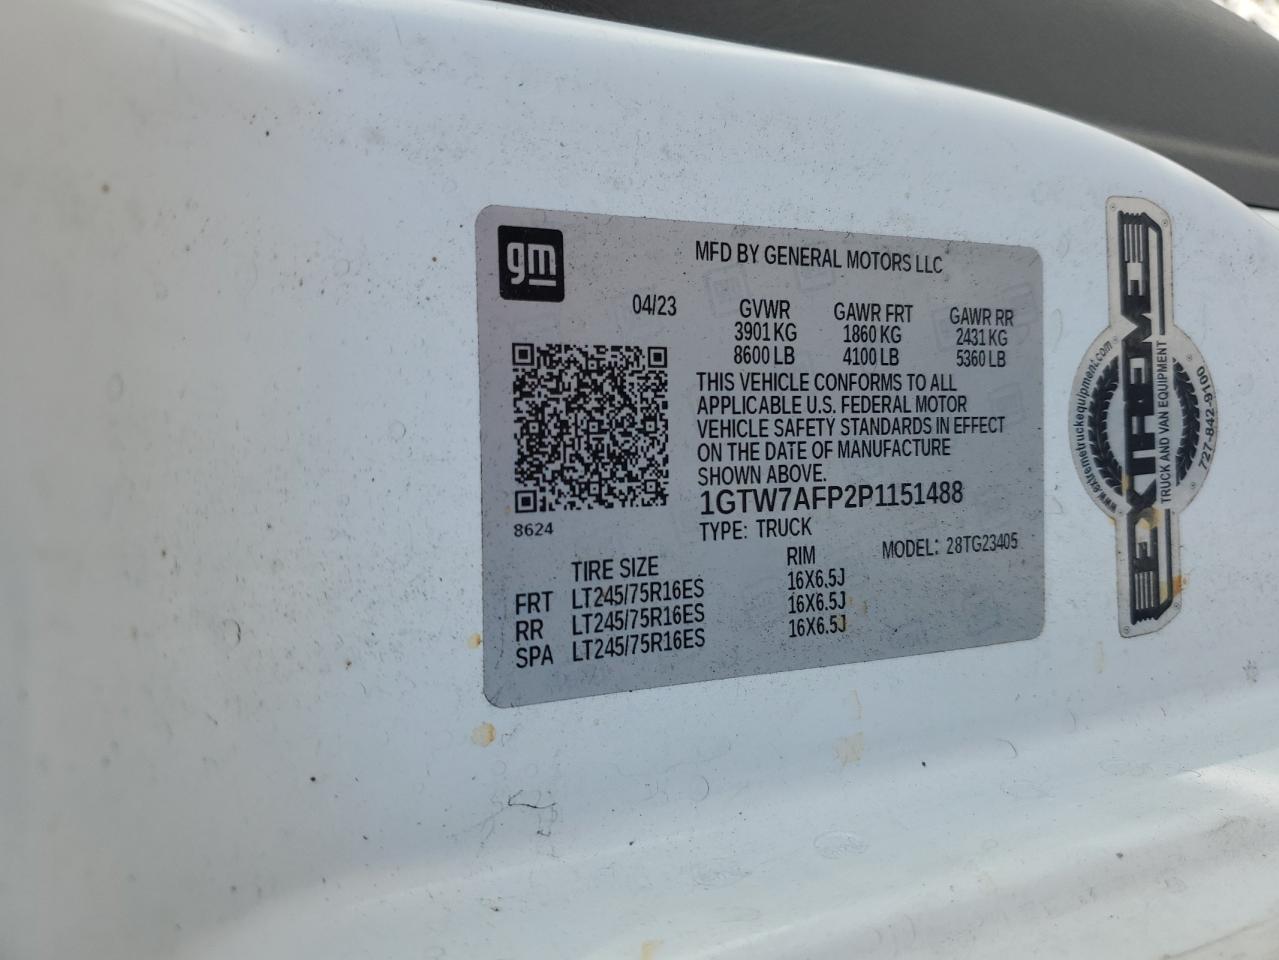 gm
MFD BY GENERAL MOTORS LLC
04/23
GVWR GAWR FRT GAWR RR
3901 KG 1860 KG 2431 KG
8600 LB 4100 LB 5360 LB
THIS VEHICLE CONFORMS TO ALL
APPLICABLE U.S. FEDERAL MOTOR
VEHICLE SAFETY STANDARDS IN EFFECT
ON THE DATE OF MANUFACTURE
SHOWN ABOVE.
1GTW7AFP2P1151488
8624
TYPE: TRUCK
MODEL: 28TG23405
TIRE SIZE RIM
FRT LT245/75R16ES 16X6.5J
RR LT245/75R16ES 16X6.5J
SPA LT245/75R16ES 16X6.5J
www.extremetruckequipment.com
EXTREME
TRUCK AND VAN EQUIPMENT
727-842-9100